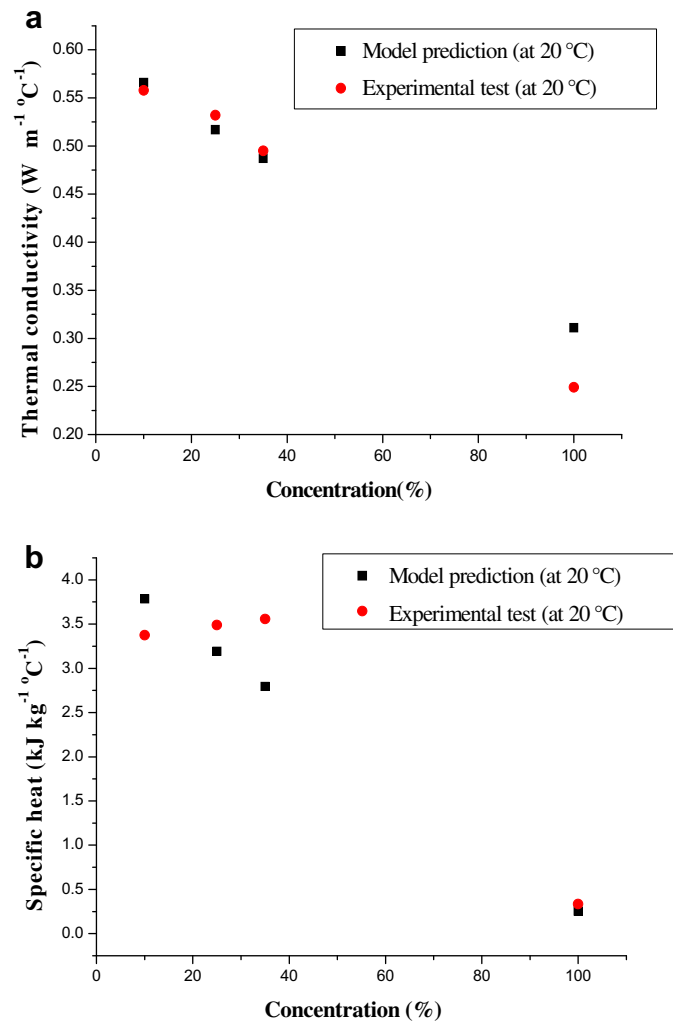 a
Model prediction (at 20 °C)
Experimental test (at 20 °C)
Thermal conductivity (W m⁻¹ ºC⁻¹)
0.60
0.55
0.50
0.45
0.40
0.35
0.30
0.25
0.20
0 20 40 60 80 100
Concentration(%)
b
Model prediction (at 20 °C)
Experimental test (at 20 °C)
Specific heat (kJ kg⁻¹ ºC⁻¹)
4.0
3.5
3.0
2.5
2.0
1.5
1.0
0.5
0.0
0 20 40 60 80 100
Concentration (%)